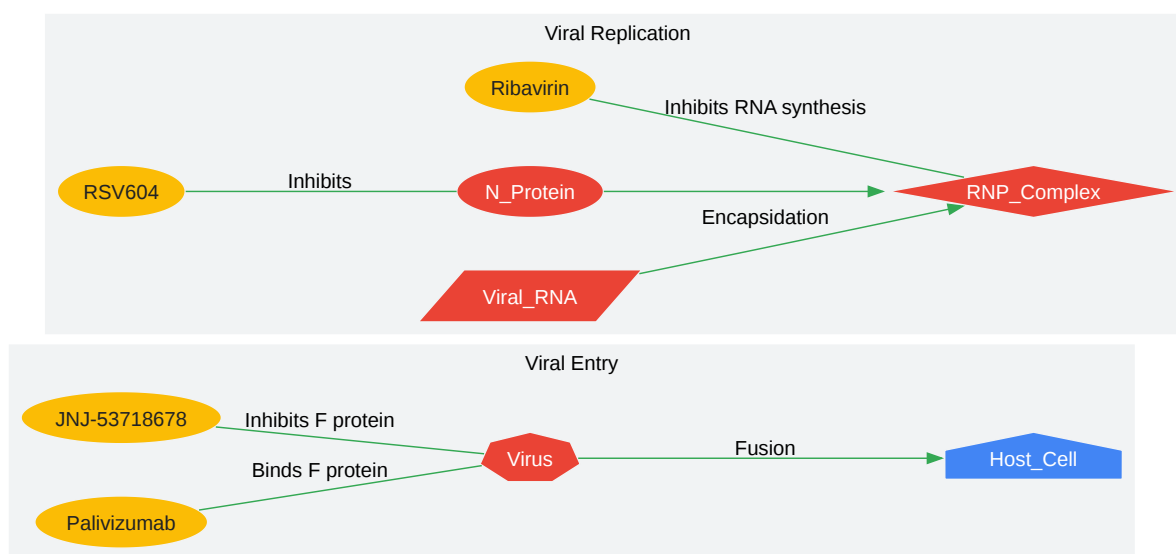 Viral Replication
Ribavirin
Inhibits RNA synthesis
RSV604
Inhibits
N_Protein
RNP_Complex
Encapsidation
Viral_RNA
Viral Entry
JNJ-53718678
Inhibits F protein
Binds F protein
Virus
Fusion
Host_Cell
Palivizumab